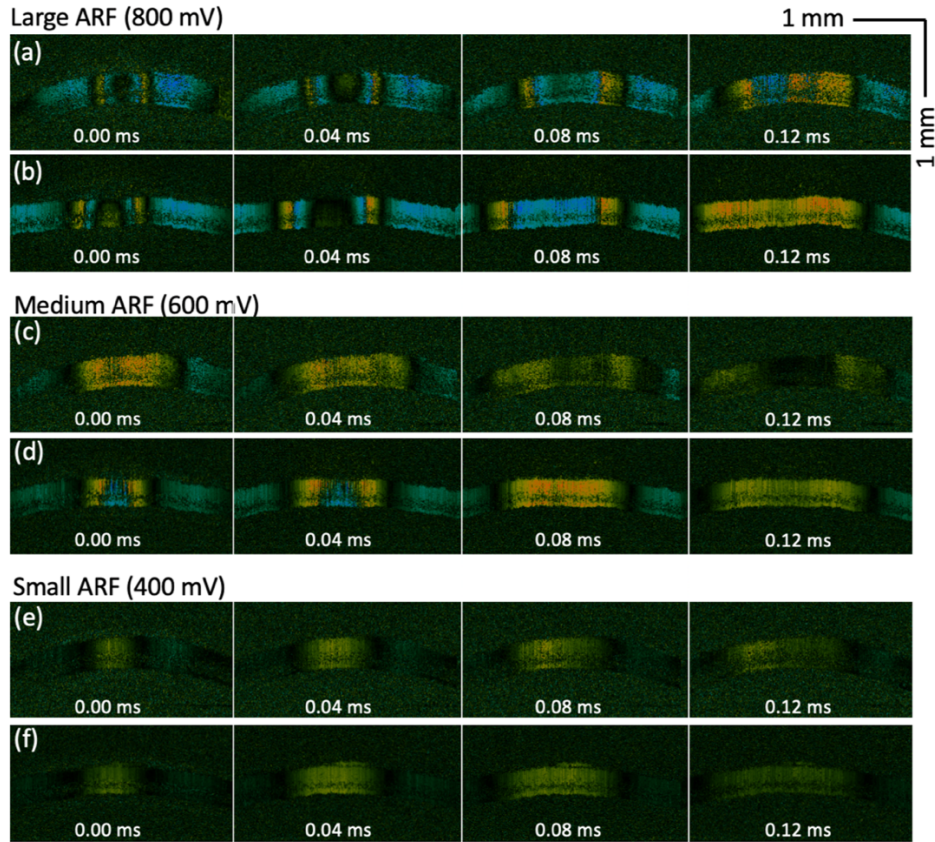 Large ARF (800 mV)
1 mm
1 mm
(a)
0.00 ms
0.04 ms
0.08 ms
0.12 ms
(b)
0.00 ms
0.04 ms
0.08 ms
0.12 ms
Medium ARF (600 mV)
(c)
0.00 ms
0.04 ms
0.08 ms
0.12 ms
(d)
0.00 ms
0.04 ms
0.08 ms
0.12 ms
Small ARF (400 mV)
(e)
0.00 ms
0.04 ms
0.08 ms
0.12 ms
(f)
0.00 ms
0.04 ms
0.08 ms
0.12 ms